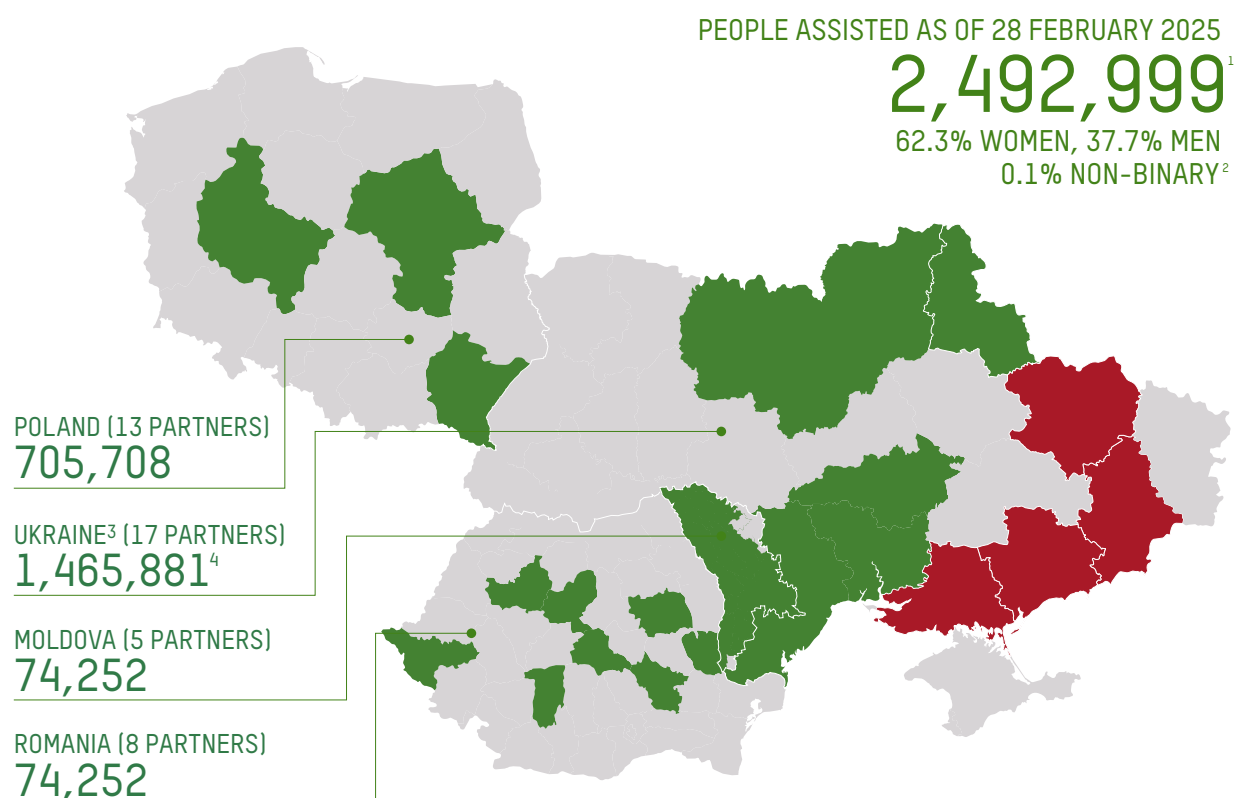 PEOPLE ASSISTED AS OF 28 FEBRUARY 2025
2,492,999¹
62.3% WOMEN, 37.7% MEN
0.1% NON-BINARY²
POLAND (13 PARTNERS)
705,708
UKRAINE³ (17 PARTNERS)
1,465,881⁴
MOLDOVA (5 PARTNERS)
74,252
ROMANIA (8 PARTNERS)
74,252